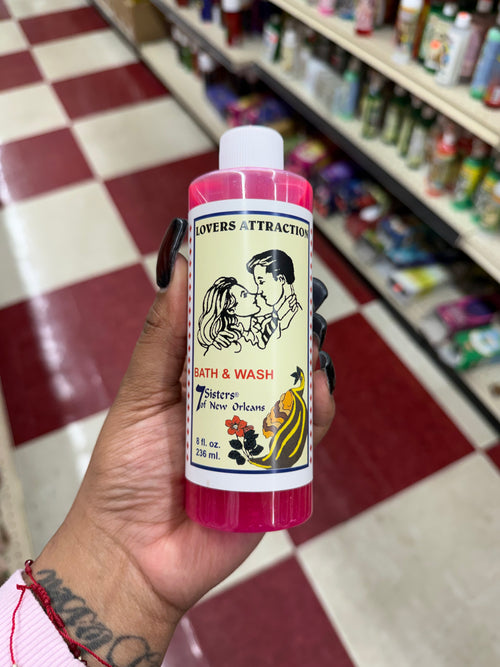 LOVERS ATTRACTION
BATH & WASH
7 Sisters®
of New Orleans
8 fl. oz.
236 ml.